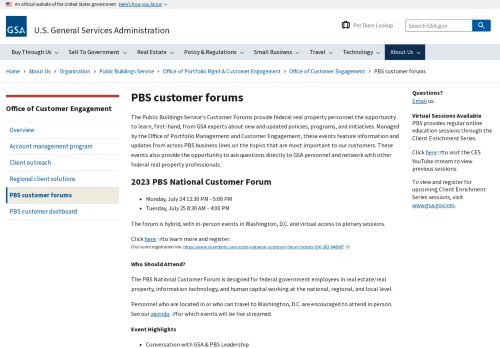 An official website of the United States government Here's how you know
GSA U.S. General Services Administration
Per Diem Lookup
Search GSA.gov
Buy Through Us Sell To Government Real Estate Policy & Regulations Small Business Travel Technology About Us
Home › About Us › Organization › Public Buildings Service › Office of Portfolio Mgmt & Customer Engagement › Office of Customer Engagement › PBS customer forums
Office of Customer Engagement
Overview
Account management program
Client outreach
Regional client solutions
PBS customer forums
PBS customer dashboard
PBS customer forums
The Public Buildings Service's Customer Forums provide federal real property personnel the opportunity
to learn, first-hand, from GSA experts about new and updated policies, programs, and initiatives. Managed
by the Office of Portfolio Management and Customer Engagement, these events feature information and
updates from across PBS business lines on the topics that are most important to our customers. These
events also provide the opportunity to ask questions directly to GSA personnel and network with other
federal real property professionals.
2023 PBS National Customer Forum
• Monday, July 24 12:30 PM - 5:00 PM
• Tuesday, July 25 8:30 AM - 4:00 PM
The forum is hybrid, with in-person events in Washington, D.C. and virtual access to plenary sessions.
Click here to learn more and register.
(Full event registration link: 
Who Should Attend?
The PBS National Customer Forum is designed for federal government employees in real estate/real
property, information technology, and human capital working at the national, regional, and local level.
Personnel who are located in or who can travel to Washington, D.C. are encouraged to attend in person.
See our agenda for which events will be live streamed.
Event Highlights
• Conversation with GSA & PBS Leadership
Questions?
Email us.
Virtual Sessions Available
PBS provides regular online
education sessions through the
Client Enrichment Series.
Click here to visit the CES
YouTube stream to view
previous sessions.
To view and register for
upcoming Client Enrichment
Series sessions, visit
www.gsa.gov/ces.